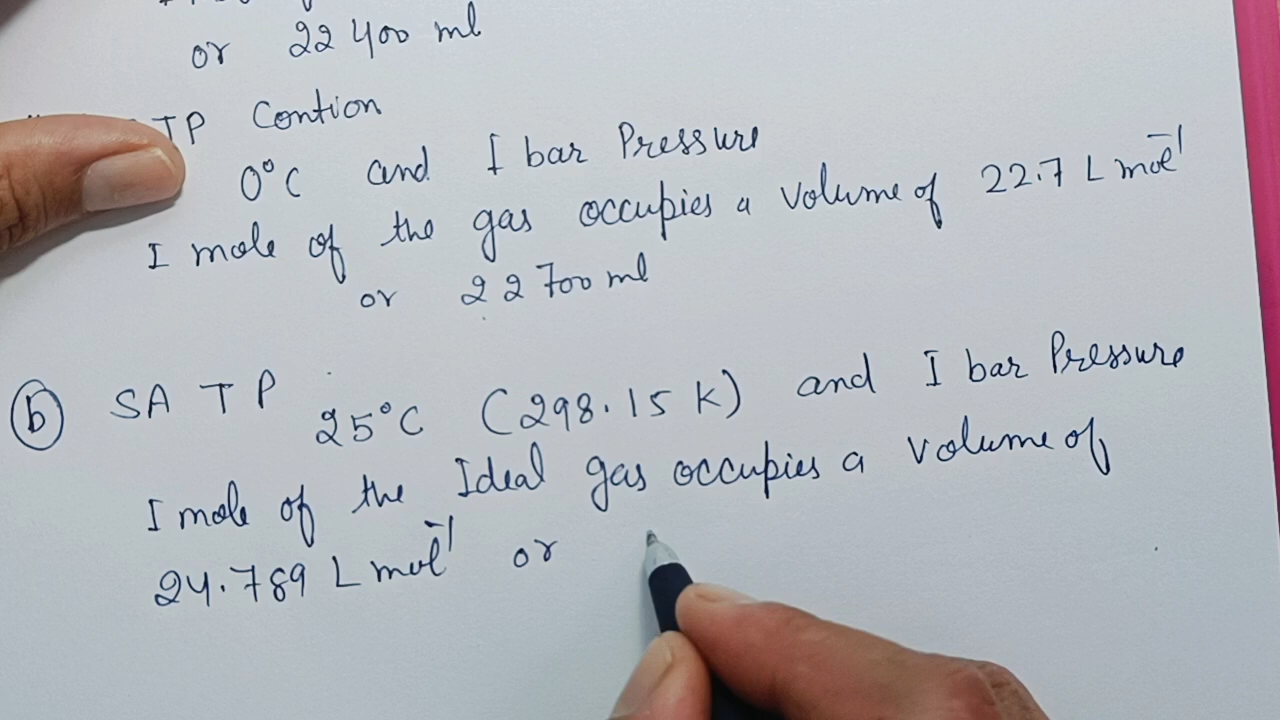 or 22400 ml
TP Contion
0°C and I bar Pressure
I mole of the gas occupies a volume of 22.7 L mol⁻¹
or 22700 ml
(b) SATP
25°C (298.15 K) and I bar Pressure
I mole of the Ideal gas occupies a volume of
24.789 L mol⁻¹ or